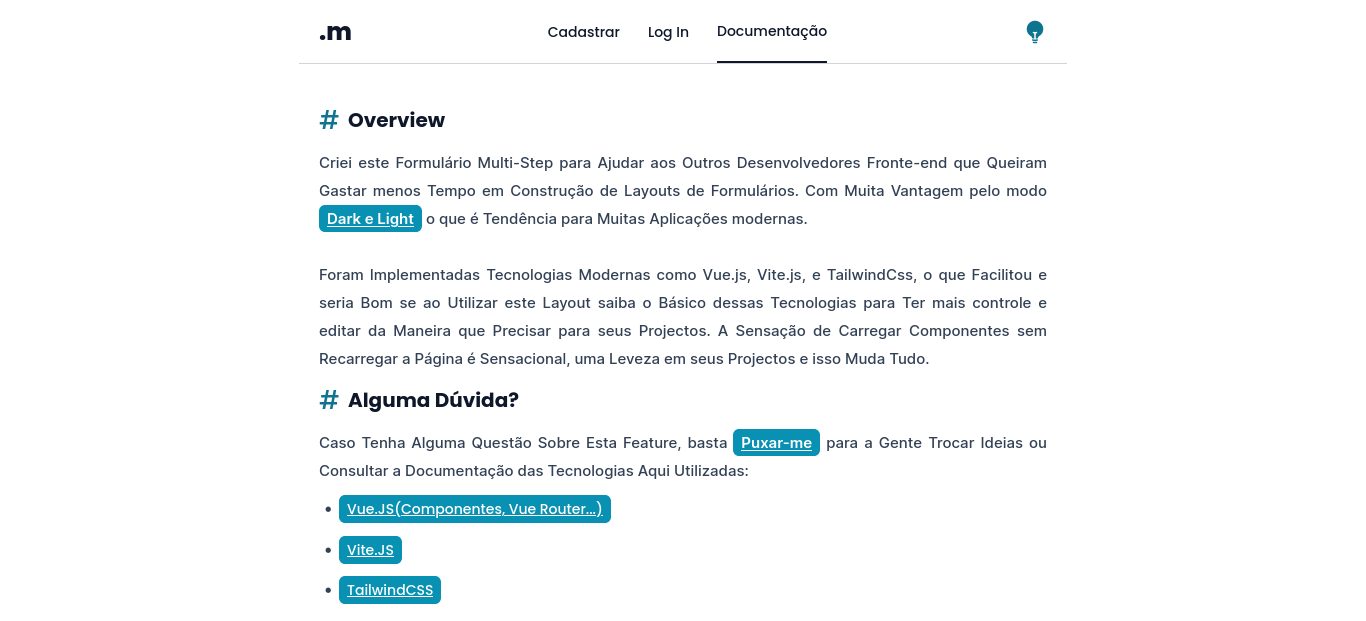 .m
Cadastrar
Log In
Documentação
# Overview
Criei este Formulário Multi-Step para Ajudar aos Outros Desenvolvedores Fronte-end que Queiram
Gastar menos Tempo em Construção de Layouts de Formulários. Com Muita Vantagem pelo modo
Dark e Light o que é Tendência para Muitas Aplicações modernas.
Foram Implementadas Tecnologias Modernas como Vue.js, Vite.js, e TailwindCss, o que Facilitou e
seria Bom se ao Utilizar este Layout saiba o Básico dessas Tecnologias para Ter mais controle e
editar da Maneira que Precisar para seus Projectos. A Sensação de Carregar Componentes sem
Recarregar a Página é Sensacional, uma Leveza em seus Projectos e isso Muda Tudo.
# Alguma Dúvida?
Caso Tenha Alguma Questão Sobre Esta Feature, basta Puxar-me para a Gente Trocar Ideias ou
Consultar a Documentação das Tecnologias Aqui Utilizadas:
• Vue.JS(Componentes, Vue Router...)
• Vite.JS
• TailwindCSS